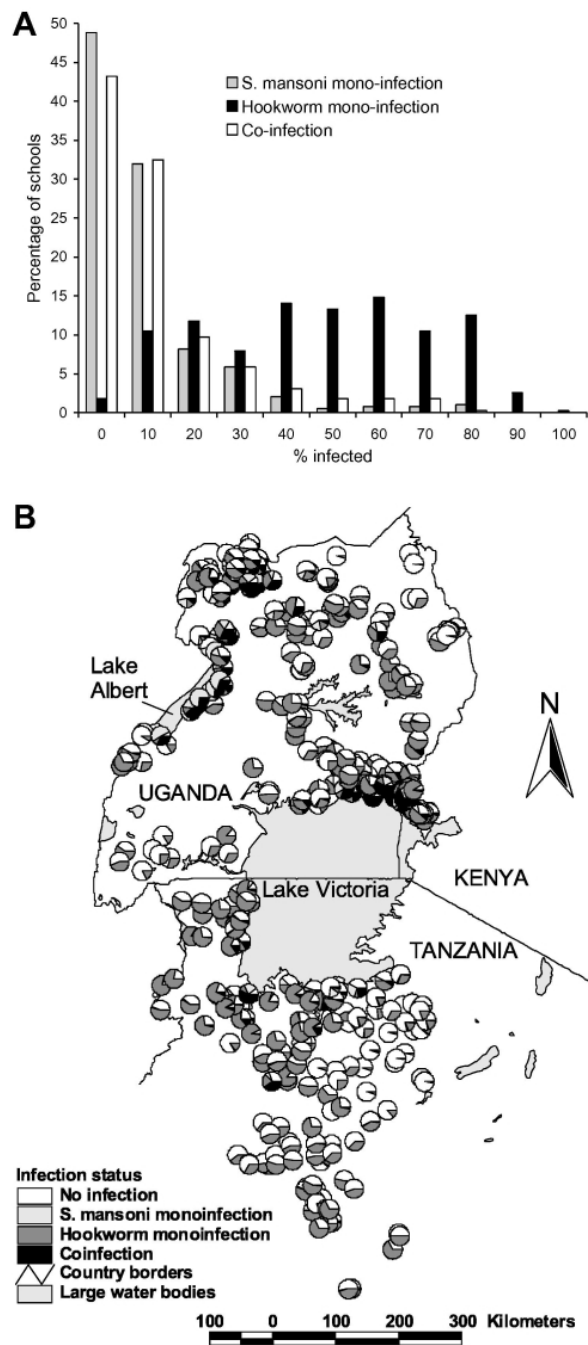 A
50
45
40
35
30
25
20
15
10
5
0
Percentage of schools
S. mansoni mono-infection
Hookworm mono-infection
Co-infection
0 10 20 30 40 50 60 70 80 90 100
% infected
B
Lake
Albert
N
UGANDA
KENYA
Lake Victoria
TANZANIA
Infection status
No infection
S. mansoni monoinfection
Hookworm monoinfection
Coinfection
Country borders
Large water bodies
100 0 100 200 300 Kilometers